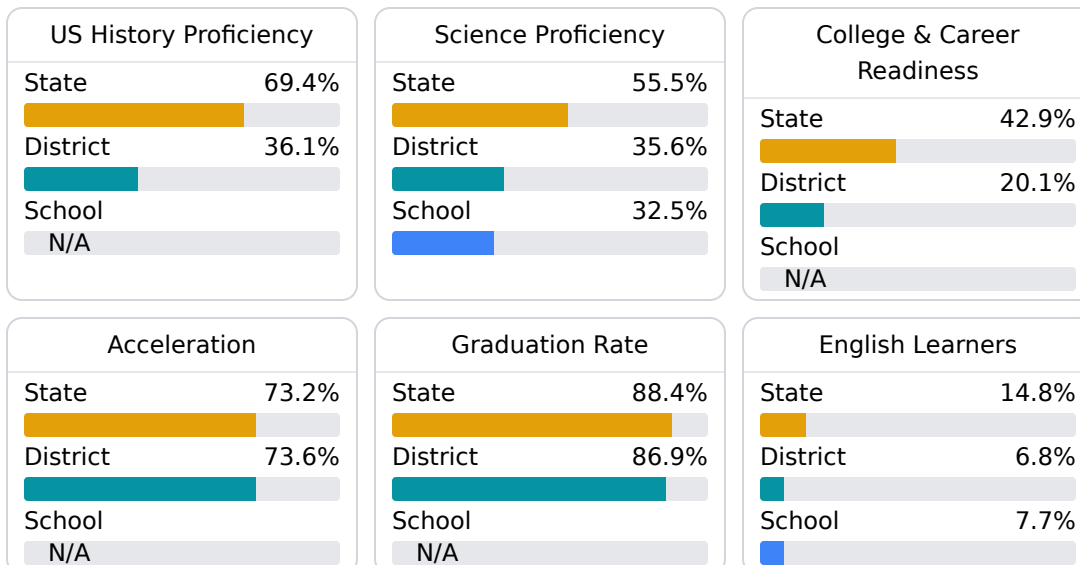 US History Proficiency
State 69.4%
District 36.1%
School
N/A
Science Proficiency
State 55.5%
District 35.6%
School 32.5%
College & Career
Readiness
State 42.9%
District 20.1%
School
N/A
Acceleration
State 73.2%
District 73.6%
School
N/A
Graduation Rate
State 88.4%
District 86.9%
School
N/A
English Learners
State 14.8%
District 6.8%
School 7.7%